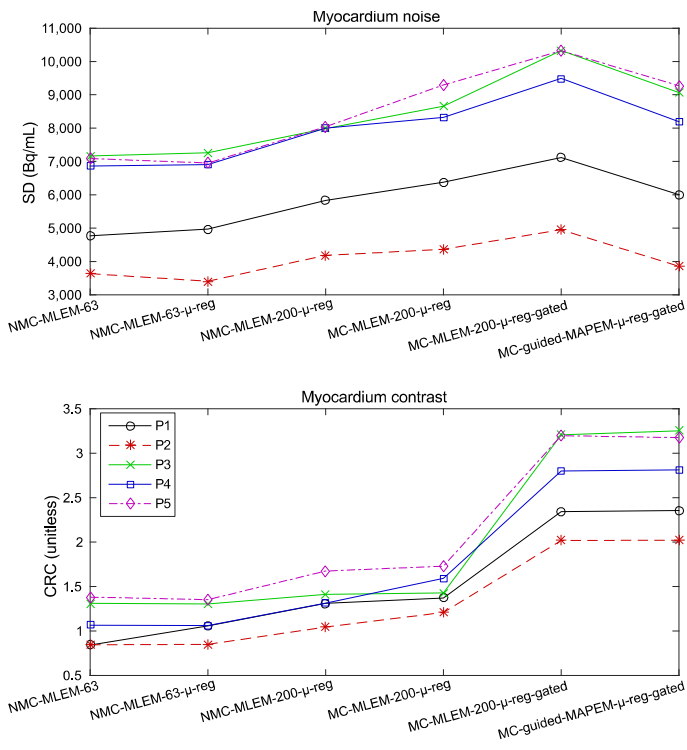 Myocardium noise
11,000
10,000
9,000
8,000
7,000
6,000
5,000
4,000
3,000
SD (Bq/mL)
NMC-MLEM-63
NMC-MLEM-63-μ-reg
NMC-MLEM-200-μ-reg
MC-MLEM-200-μ-reg
MC-MLEM-200-μ-reg-gated
MC-guided-MAPEM-μ-reg-gated
Myocardium contrast
3.5
3
2.5
2
1.5
1
0.5
CRC (unitless)
P1
P2
P3
P4
P5
NMC-MLEM-63
NMC-MLEM-63-μ-reg
NMC-MLEM-200-μ-reg
MC-MLEM-200-μ-reg
MC-MLEM-200-μ-reg-gated
MC-guided-MAPEM-μ-reg-gated